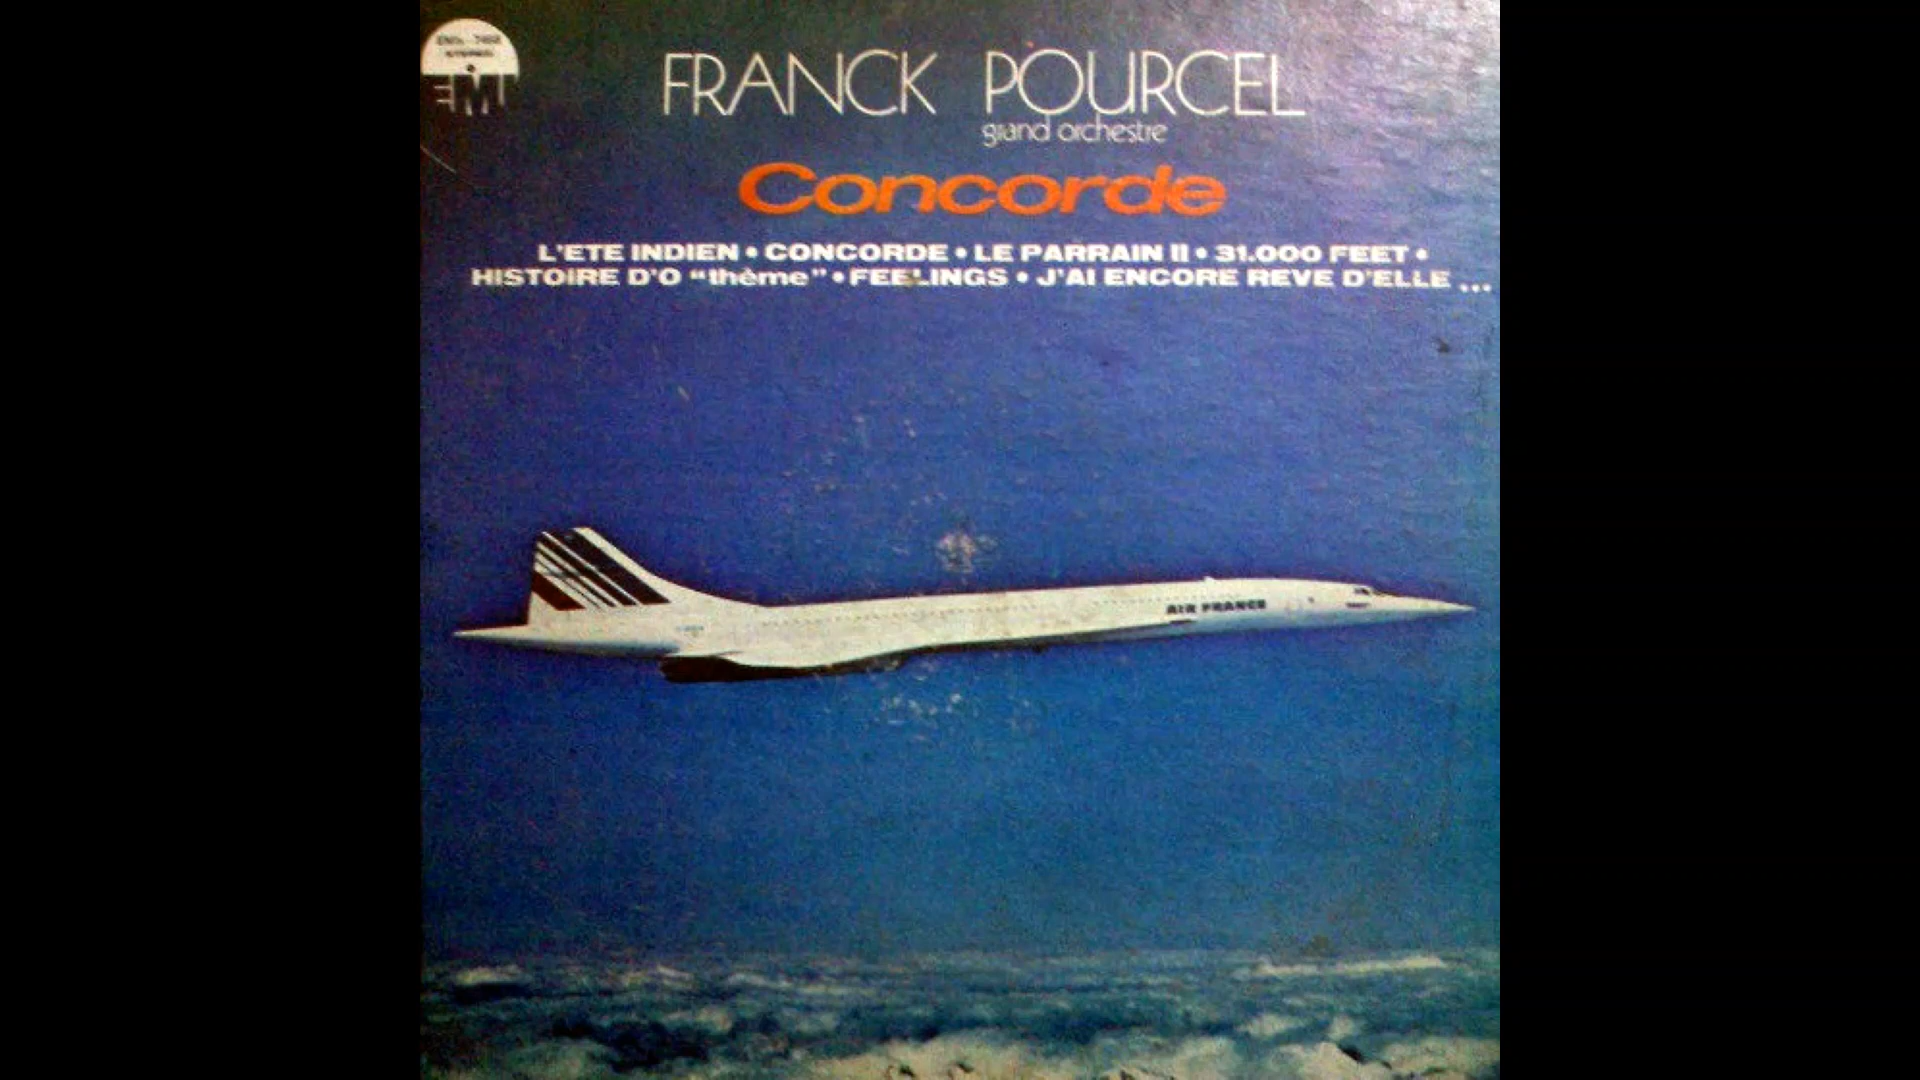 STEREO
EMI
FRANCK POURCEL
grand orchestre
Concorde
L'ETE INDIEN • CONCORDE • LE PARRAIN II • 31.000 FEET •
HISTOIRE D'O "thème" • FEELINGS • J'AI ENCORE REVE D'ELLE ...
AIR FRANCE